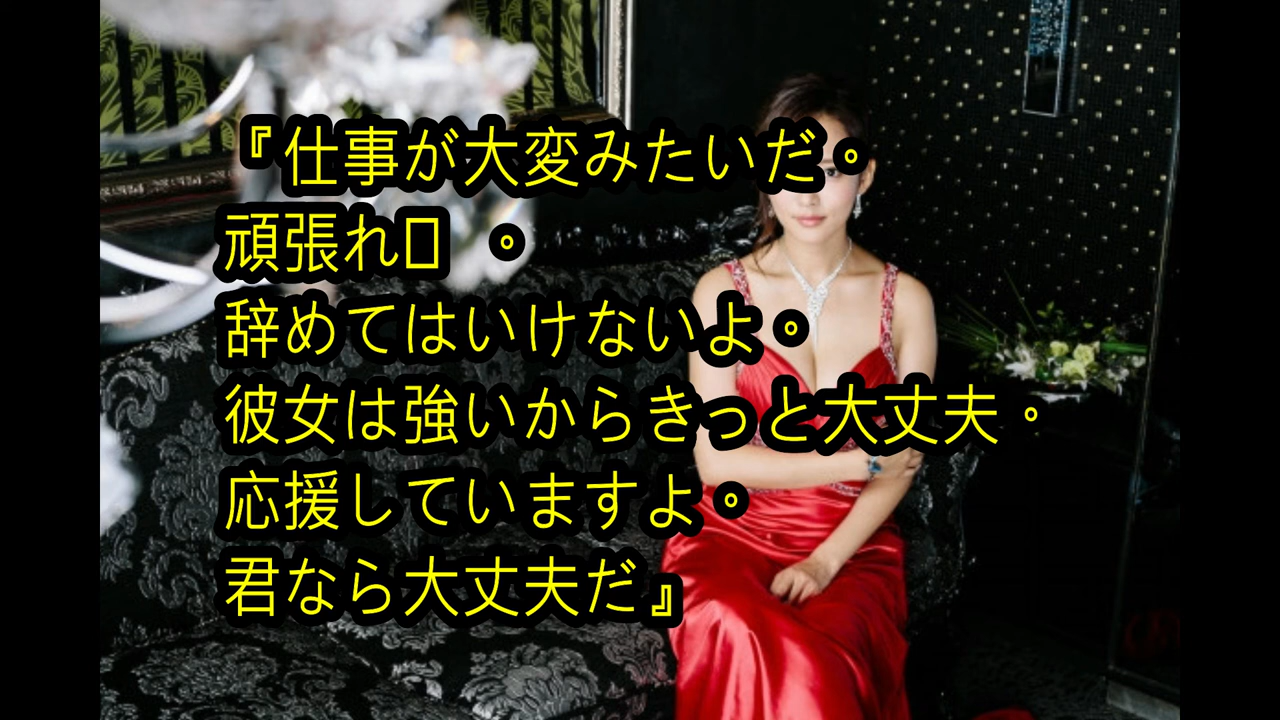 『仕事が大変みたいだ。
頑張れ□ 。
辞めてはいけないよ。
彼女は強いからきっと大丈夫。
応援していますよ。
君なら大丈夫だ』